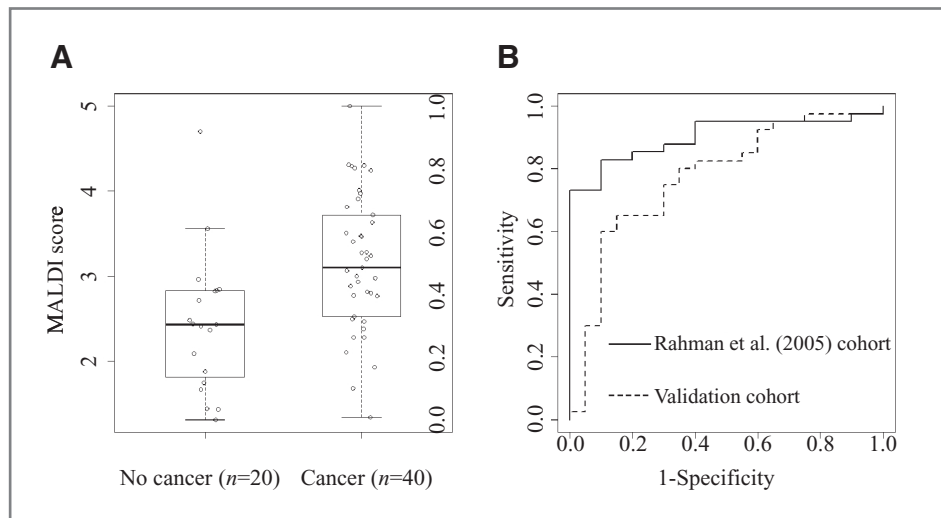 A
MALDI score
5
4
3
2
1.0
0.8
0.6
0.4
0.2
0.0
No cancer (n=20)
Cancer (n=40)
B
Sensitivity
1.0
0.8
0.6
0.4
0.2
0.0
Rahman et al. (2005) cohort
Validation cohort
0.0 0.2 0.4 0.6 0.8 1.0
1-Specificity